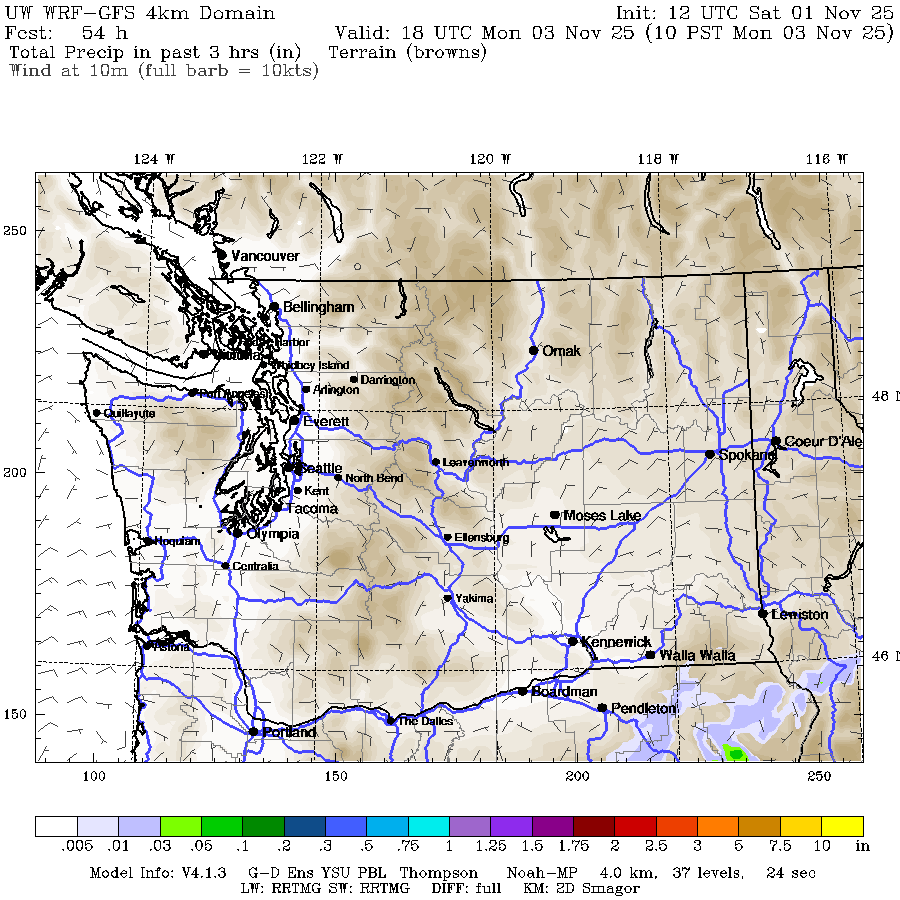 UW WRF-GFS 4km Domain Init: 12 UTC Sat 01 Nov 25
Fcst: 54 h Valid: 18 UTC Mon 03 Nov 25 (10 PST Mon 03 Nov 25)
Total Precip in past 3 hrs (in) Terrain (browns)
Wind at 10m (full barb = 10kts)
124 W 122 W 120 W 118 W 116 W
250
Vancouver
Bellingham
Harbor
Victoria
Whidbey Island
Omak
Darrington
Arlington
Port Angeles
48 N
Quillayute
Everett
Coeur D'Ale
Spokane
Leavenworth
200
Seattle
North Bend
Kent
Tacoma
Moses Lake
Olympia
Ellensburg
Hoquiam
Centralia
Yakima
Lewiston
Kennewick
Astoria
Walla Walla
46 N
Boardman
Pendleton
150
The Dalles
Portland
100 150 200 250
.005 .01 .03 .05 .1 .2 .3 .5 .75 1 1.25 1.5 1.75 2 2.5 3 5 7.5 10 in
Model Info: V4.1.3 G-D Ens YSU PBL Thompson Noah-MP 4.0 km, 37 levels, 24 sec
LW: RRTMG SW: RRTMG DIFF: full KM: 2D Smagor